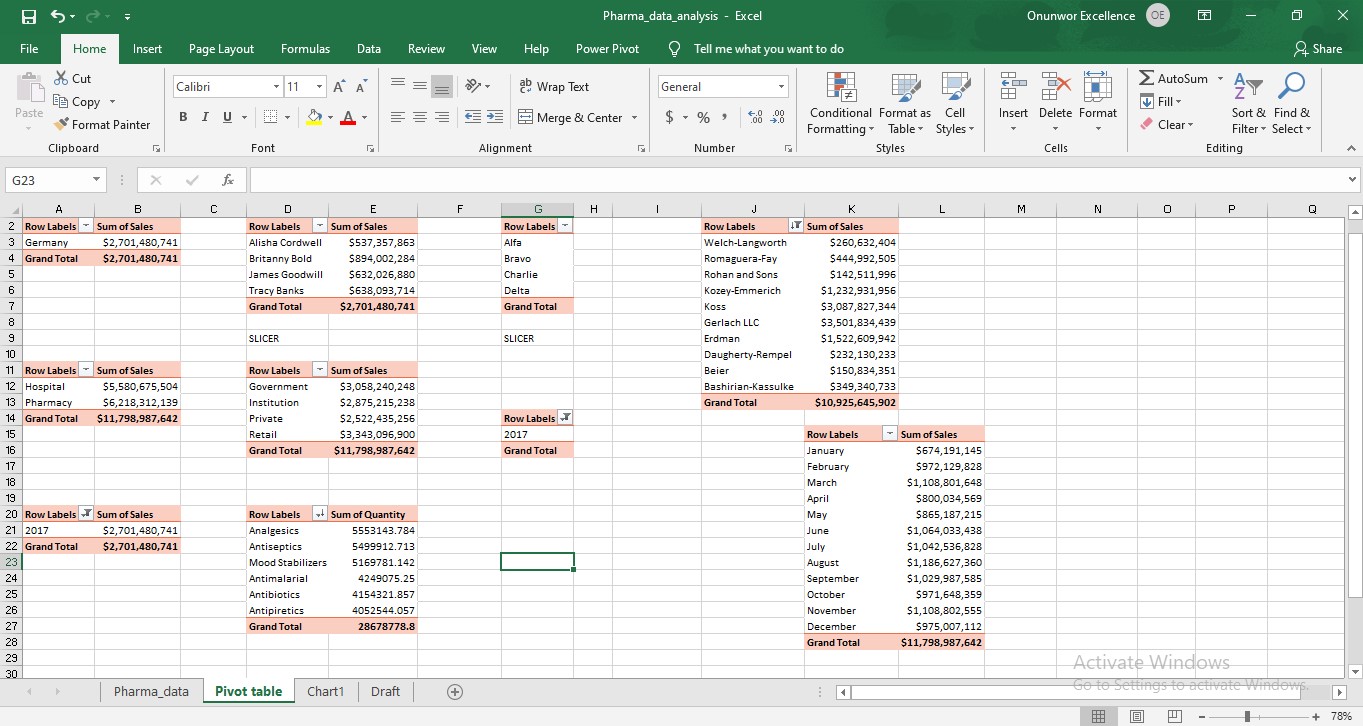 Pharma_data_analysis - Excel
Onunwor Excellence OE
File Home Insert Page Layout Formulas Data Review View Help Power Pivot Tell me what you want to do Share
Paste
Cut
Copy
Format Painter
Clipboard
Calibri 11 A A
B I U A
Font
ab Wrap Text
Merge & Center
Alignment
General
$ % , .00 .00
Number
Conditional Formatting
Format as Table
Cell Styles
Styles
Insert Delete Format
Cells
AutoSum
Fill
Clear
Sort & Filter
Find & Select
Editing
G23 fx
A B C D E F G H I J K L M N O P Q
2 Row Labels Sum of Sales Row Labels Sum of Sales Row Labels Row Labels Sum of Sales
3 Germany $2,701,480,741 Alisha Cordwell $537,357,863 Alfa Welch-Langworth $260,632,404
4 Grand Total $2,701,480,741 Britanny Bold $894,002,284 Bravo Romaguera-Fay $444,992,505
5 James Goodwill $632,026,880 Charlie Rohan and Sons $142,511,996
6 Tracy Banks $638,093,714 Delta Kozey-Emmerich $1,232,931,956
7 Grand Total $2,701,480,741 Grand Total Koss $3,087,827,344
8 Gerlach LLC $3,501,834,439
9 SLICER SLICER Erdman $1,522,609,942
10 Daugherty-Rempel $232,130,233
11 Row Labels Sum of Sales Row Labels Sum of Sales Beier $150,834,351
12 Hospital $5,580,675,504 Government $3,058,240,248 Bashirian-Kassulke $349,340,733
13 Pharmacy $6,218,312,139 Institution $2,875,215,238 Grand Total $10,925,645,902
14 Grand Total $11,798,987,642 Private $2,522,435,256 Row Labels
15 Retail $3,343,096,900 2017 Row Labels Sum of Sales
16 Grand Total $11,798,987,642 Grand Total January $674,191,145
17 February $972,129,828
18 March $1,108,801,648
19 April $800,034,569
20 Row Labels Sum of Sales Row Labels Sum of Quantity May $865,187,215
21 2017 $2,701,480,741 Analgesics 5553143.784 June $1,064,033,438
22 Grand Total $2,701,480,741 Antiseptics 5499912.713 July $1,042,536,828
23 Mood Stabilizers 5169781.142 August $1,186,627,360
24 Antimalarial 4249075.25 September $1,029,987,585
25 Antibiotics 4154321.857 October $971,648,359
26 Antipiretics 4052544.057 November $1,108,802,555
27 Grand Total 28678778.8 December $975,007,112
28 Grand Total $11,798,987,642
29
30
Activate Windows
Go to Settings to activate Windows.
Pharma_data Pivot table Chart1 Draft
78%